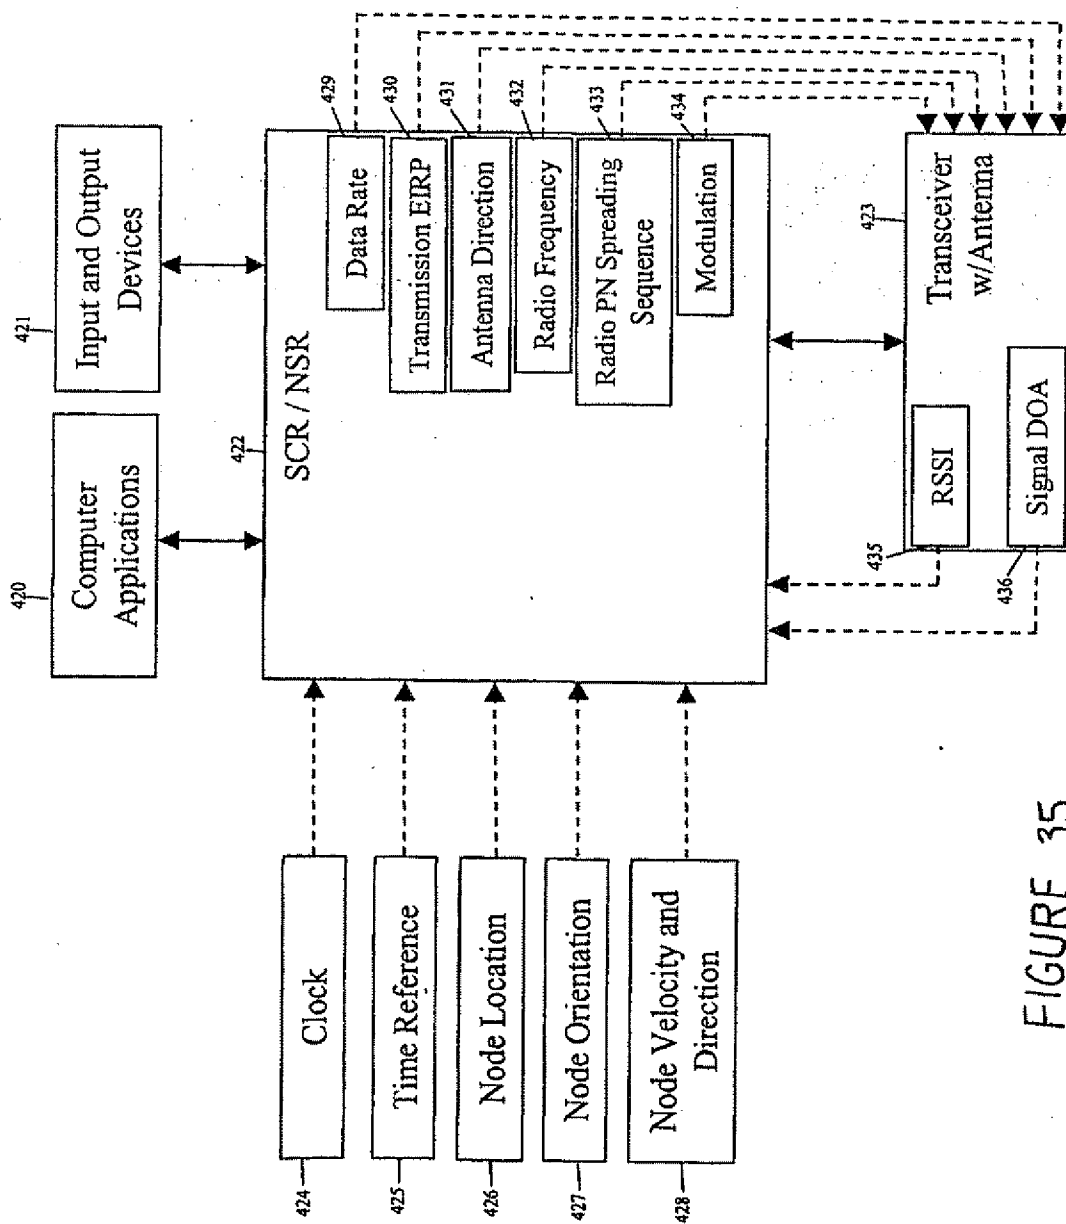 420
Computer
Applications
421
Input and Output
Devices
422
SCR / NSR
Data Rate
429
Transmission EIRP
430
Antenna Direction
431
Radio Frequency
432
Radio PN Spreading
Sequence
433
Modulation
434
424
Clock
425
Time Reference
426
Node Location
427
Node Orientation
428
Node Velocity and
Direction
423
Transceiver
w/Antenna
RSSI
435
Signal DOA
436
FIGURE 35